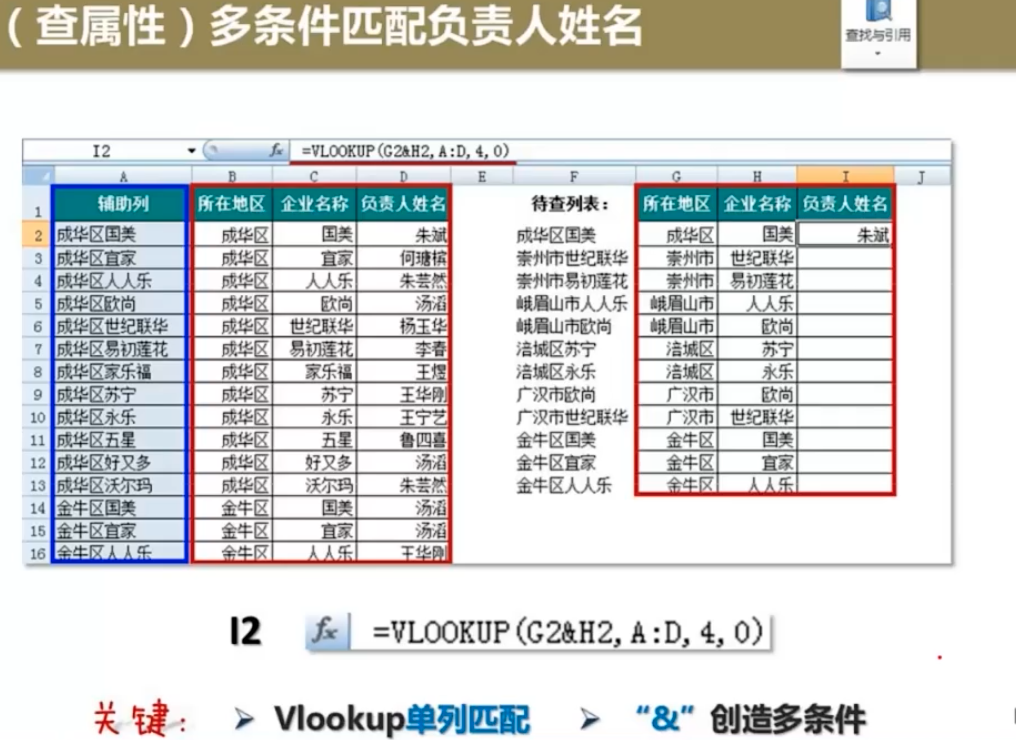 （查属性）多条件匹配负责人姓名
查找与引用
I2 fx =VLOOKUP(G2&H2,A:D,4,0)
A B C D E F G H I J
1 辅助列 所在地区 企业名称 负责人姓名 待查列表： 所在地区 企业名称 负责人姓名
2 成华区国美 成华区 国美 朱斌 成华区国美 成华区 国美 朱斌
3 成华区宜家 成华区 宜家 何瑭槟 崇州市世纪联华 崇州市 世纪联华
4 成华区人人乐 成华区 人人乐 朱芸然 崇州市易初莲花 崇州市 易初莲花
5 成华区欧尚 成华区 欧尚 汤滔 峨眉山市人人乐 峨眉山市 人人乐
6 成华区世纪联华 成华区 世纪联华 杨玉华 峨眉山市欧尚 峨眉山市 欧尚
7 成华区易初莲花 成华区 易初莲花 李春 涪城区苏宁 涪城区 苏宁
8 成华区家乐福 成华区 家乐福 王煜 涪城区永乐 涪城区 永乐
9 成华区苏宁 成华区 苏宁 王华刚 广汉市欧尚 广汉市 欧尚
10 成华区永乐 成华区 永乐 王宁艺 广汉市世纪联华 广汉市 世纪联华
11 成华区五星 成华区 五星 鲁四喜 金牛区国美 金牛区 国美
12 成华区好又多 成华区 好又多 汤滔 金牛区宜家 金牛区 宜家
13 成华区沃尔玛 成华区 沃尔玛 朱芸然 金牛区人人乐 金牛区 人人乐
14 金牛区国美 金牛区 国美 汤滔
15 金牛区宜家 金牛区 宜家 汤滔
16 金牛区人人乐 金牛区 人人乐 王华刚
I2 fx =VLOOKUP(G2&H2,A:D,4,0)
关键： ➢ Vlookup单列匹配 ➢ “&”创造多条件